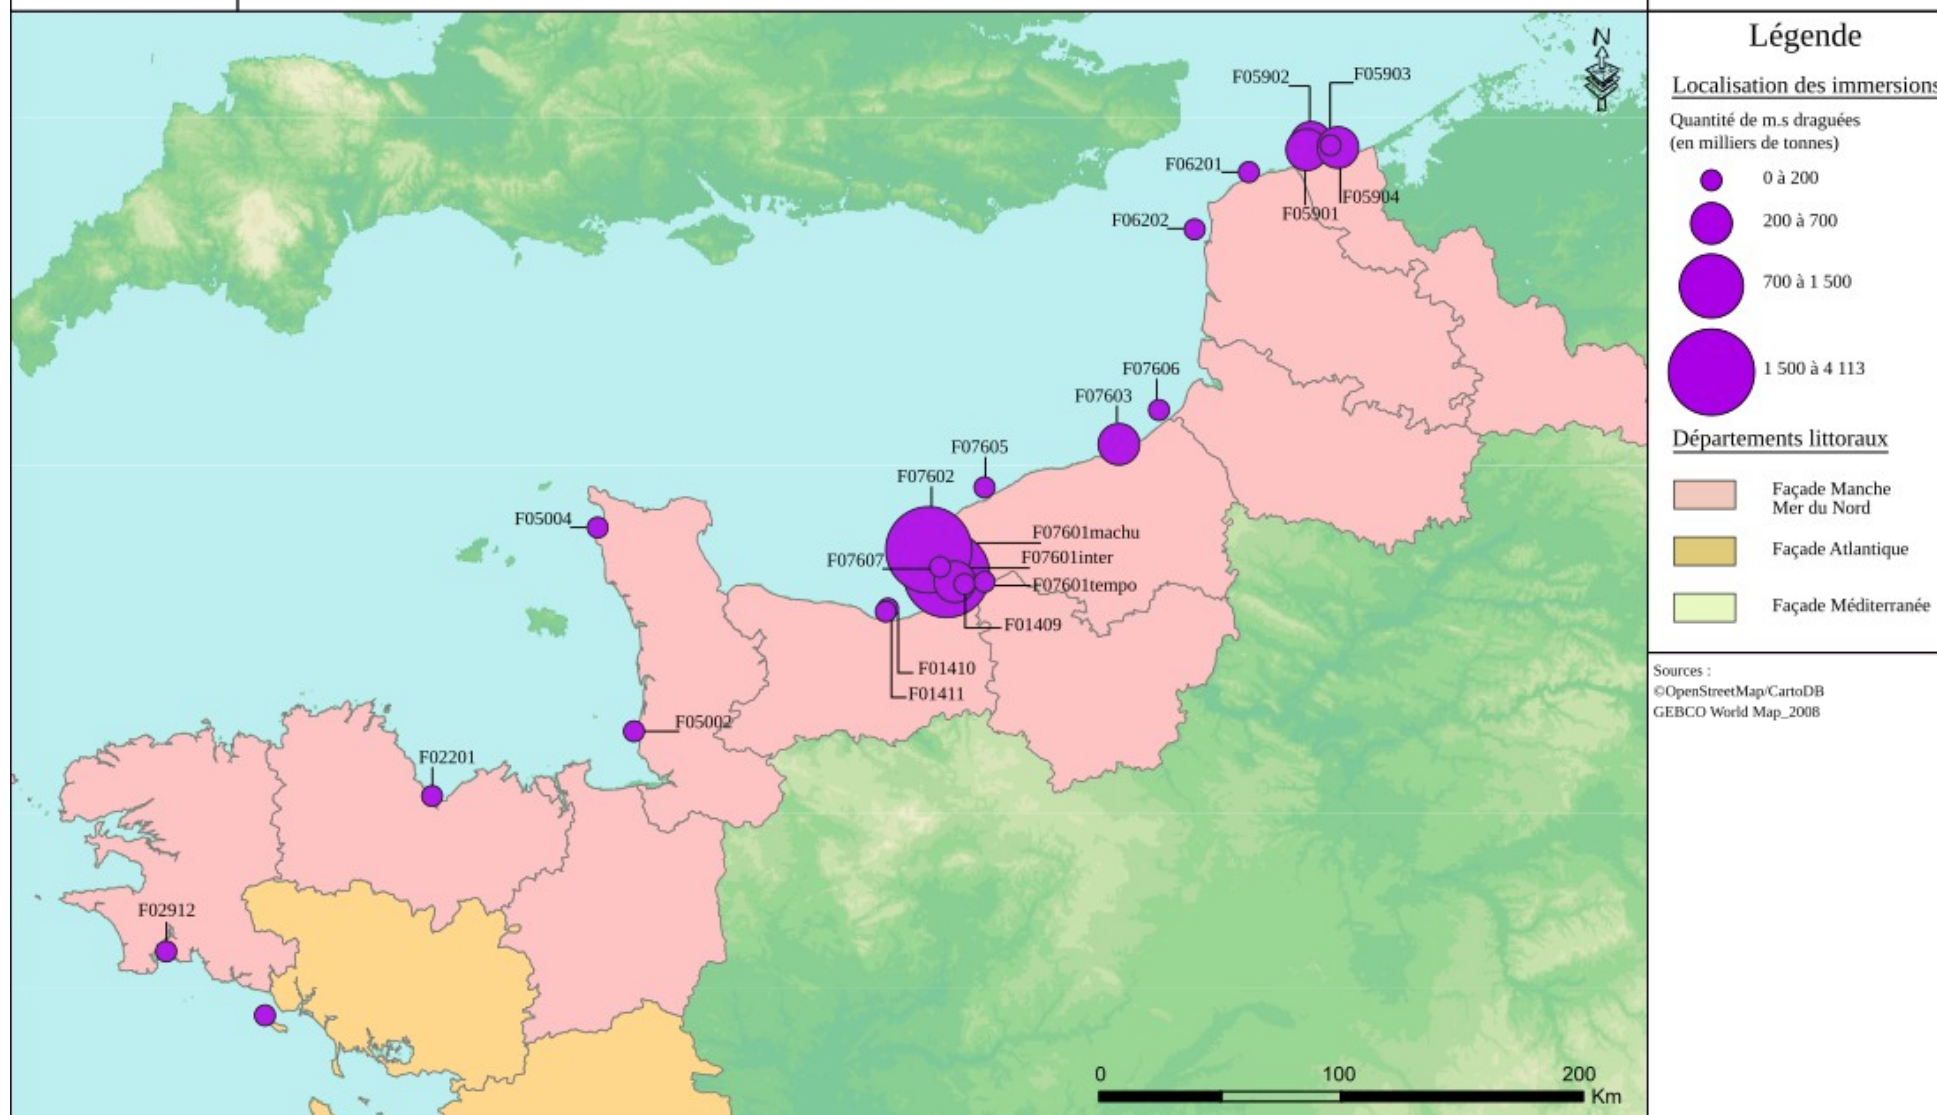 N
F05902
F05903
F06201
F05904
F05901
F06202
F07606
F07603
F07605
F07602
F05004
F07601machu
F07601inter
F07607
F07601tempo
F01409
F01410
F01411
F05002
F02201
F02912
0 100 200
Km
Légende
Localisation des immersions
Quantité de m.s draguées
(en milliers de tonnes)
0 à 200
200 à 700
700 à 1 500
1 500 à 4 113
Départements littoraux
Façade Manche
Mer du Nord
Façade Atlantique
Façade Méditerranée
Sources :
©OpenStreetMap/CartoDB
GEBCO World Map_2008